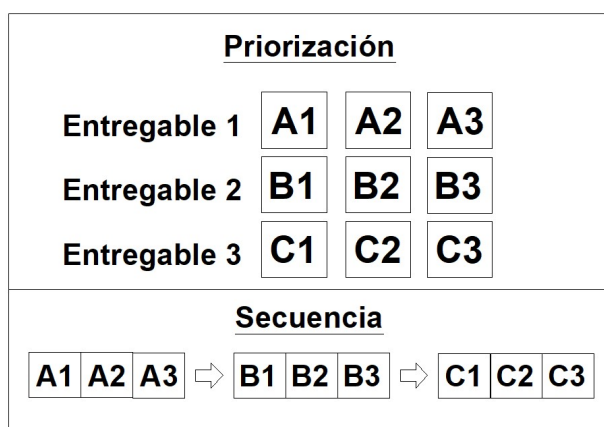 Priorización
Entregable 1 A1 A2 A3
Entregable 2 B1 B2 B3
Entregable 3 C1 C2 C3
Secuencia
A1 A2 A3 B1 B2 B3 C1 C2 C3